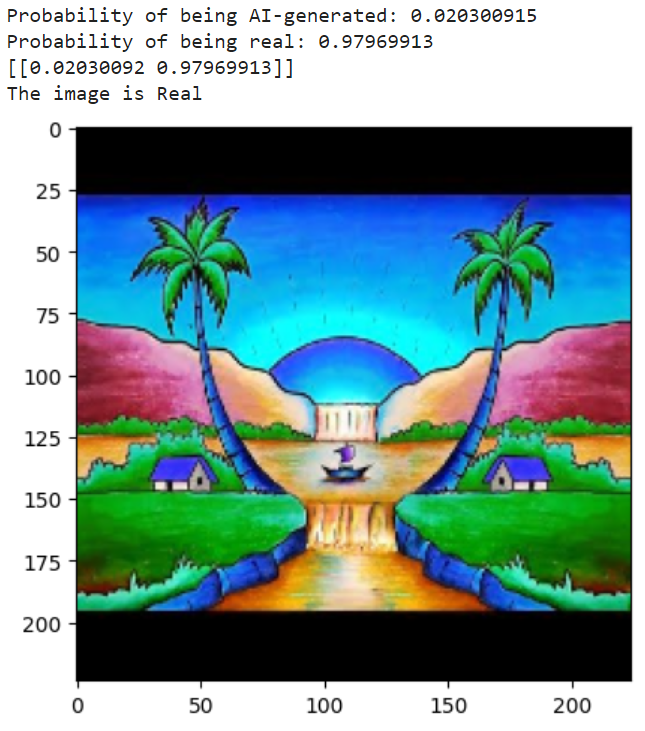 Probability of being AI-generated: 0.020300915
Probability of being real: 0.97969913
[[0.02030092 0.97969913]]
The image is Real
0
25
50
75
100
125
150
175
200
0 50 100 150 200